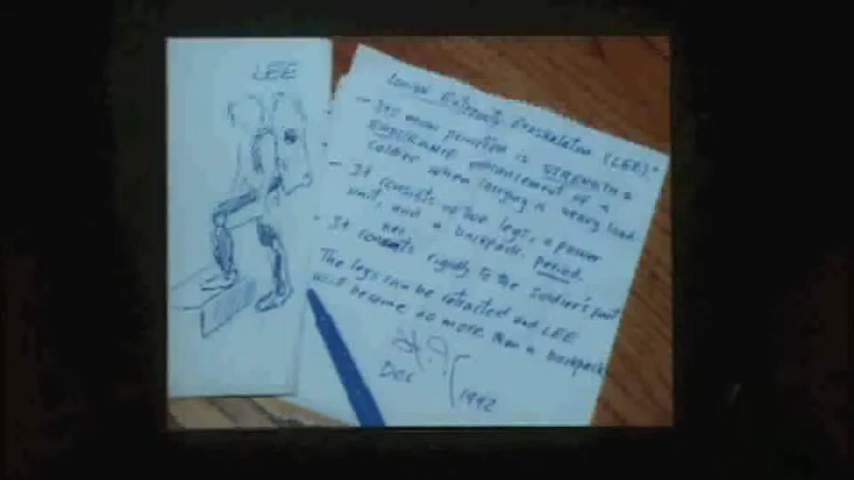 LEE
Lower Extremity Exoskeleton (LEE)"
- Its main function is STRENGTH &
ENDURANCE enhancement of a
soldier when carrying a heavy load
- It consists of two legs, a power
unit, and a backpack. period.
- It connects rigidly to the soldier's
The legs can be retracted and LEE
will become no more than a backpack
Dec
1992